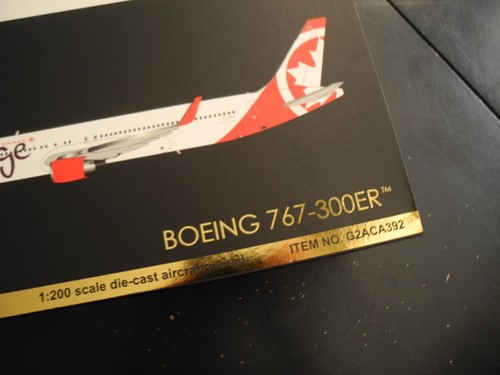 BOEING 767-300ER™
1:200 scale die-cast aircraft
ITEM NO. G2ACA392